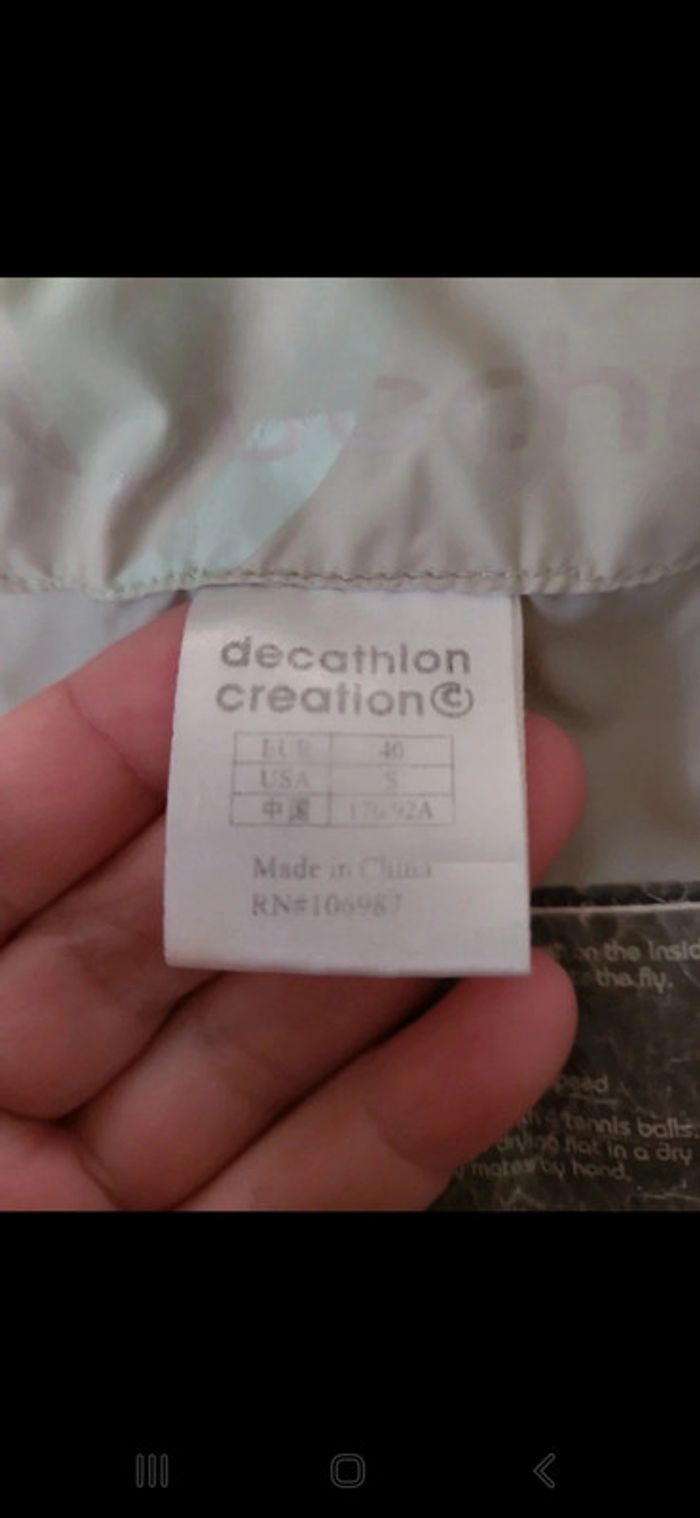 decathlon
creation©
EUR 40
USA S
中国 176/92A
Made in China
RN#106987
on the insid
the fly.
tennis balls.
drying flat in a dry
by hand.